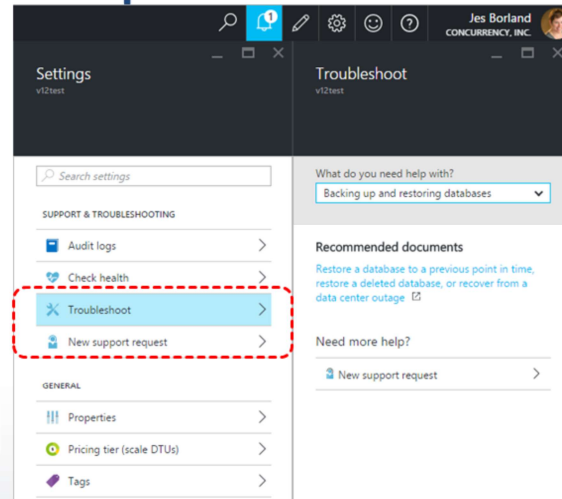 1
Jes Borland
CONCURRENCY, INC.
Settings
v12test
Search settings
SUPPORT & TROUBLESHOOTING
Audit logs
Check health
Troubleshoot
New support request
GENERAL
Properties
Pricing tier (scale DTUs)
Tags
Troubleshoot
v12test
What do you need help with?
Backing up and restoring databases
Recommended documents
Restore a database to a previous point in time,
restore a deleted database, or recover from a
data center outage
Need more help?
New support request